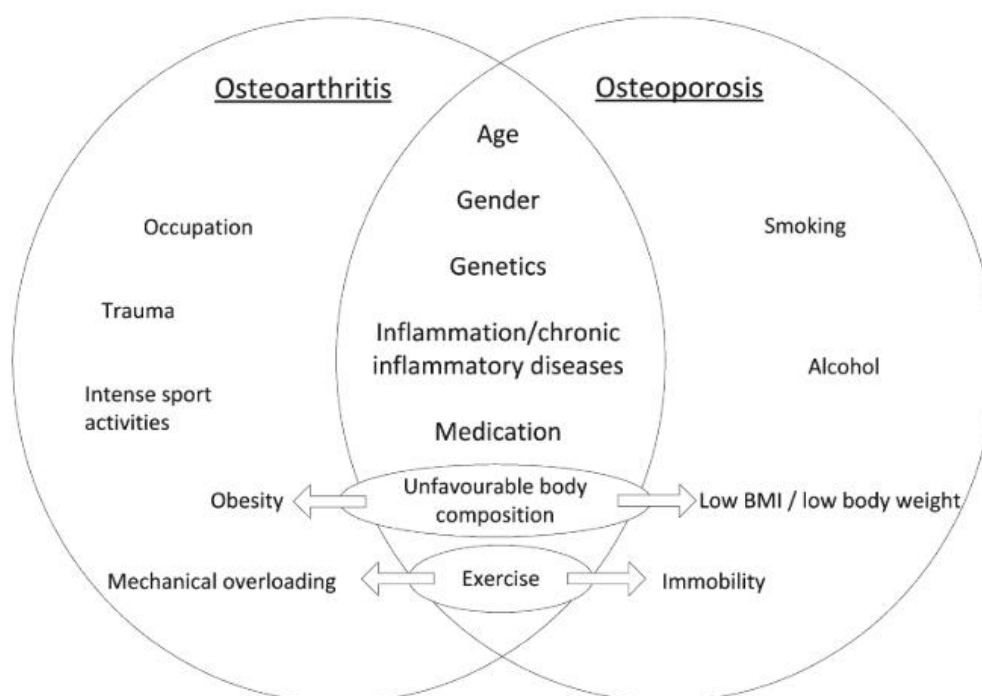 Osteoarthritis
Osteoporosis
Age
Gender
Occupation
Smoking
Genetics
Trauma
Inflammation/chronic
inflammatory diseases
Alcohol
Intense sport
activities
Medication
Obesity
Unfavourable body
composition
Low BMI / low body weight
Mechanical overloading
Exercise
Immobility